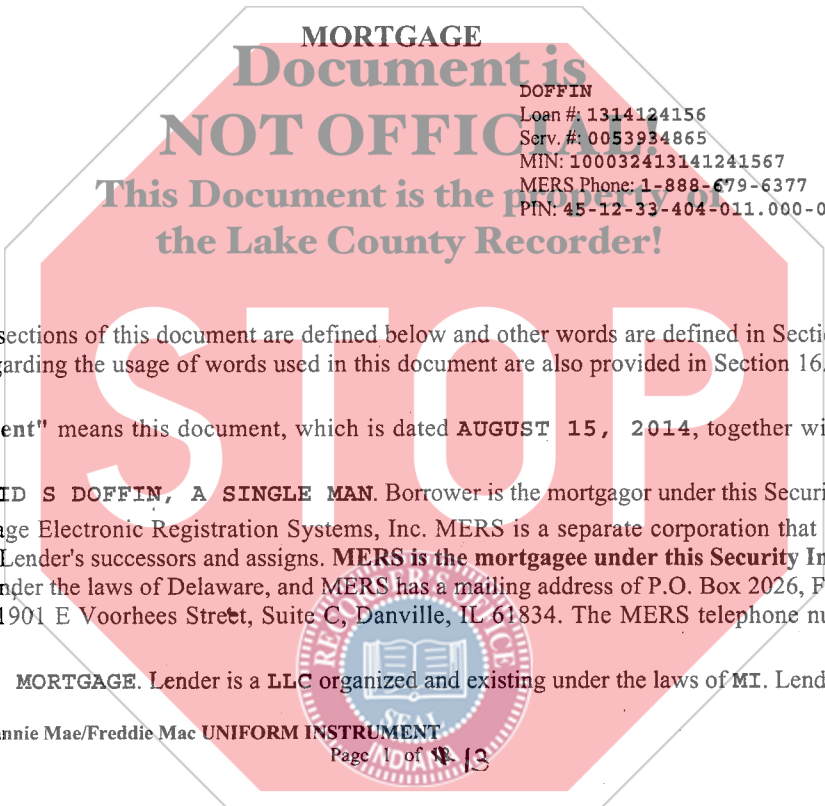 MORTGAGE
Document is
NOT OFFICIAL!
This Document is the property of
the Lake County Recorder!
DOFFIN
Loan #: 1314124156
Serv. #: 0053934865
MIN: 100032413141241567
MERS Phone: 1-888-679-6377
PIN: 45-12-33-404-011.000-0
STOP
sections of this document are defined below and other words are defined in Secti
garding the usage of words used in this document are also provided in Section 16.
ent" means this document, which is dated AUGUST 15, 2014, together wi
ID S DOFFIN, A SINGLE MAN. Borrower is the mortgagor under this Securi
age Electronic Registration Systems, Inc. MERS is a separate corporation that
Lender's successors and assigns. MERS is the mortgagee under this Security In
nder the laws of Delaware, and MERS has a mailing address of P.O. Box 2026, F
1901 E Voorhees Street, Suite C, Danville, IL 61834. The MERS telephone nu
MORTGAGE. Lender is a LLC organized and existing under the laws of MI. Lend
nnie Mae/Freddie Mac UNIFORM INSTRUMENT
Page 1 of 13
RECORDER'S OFFICE
SEAL
INDIANA